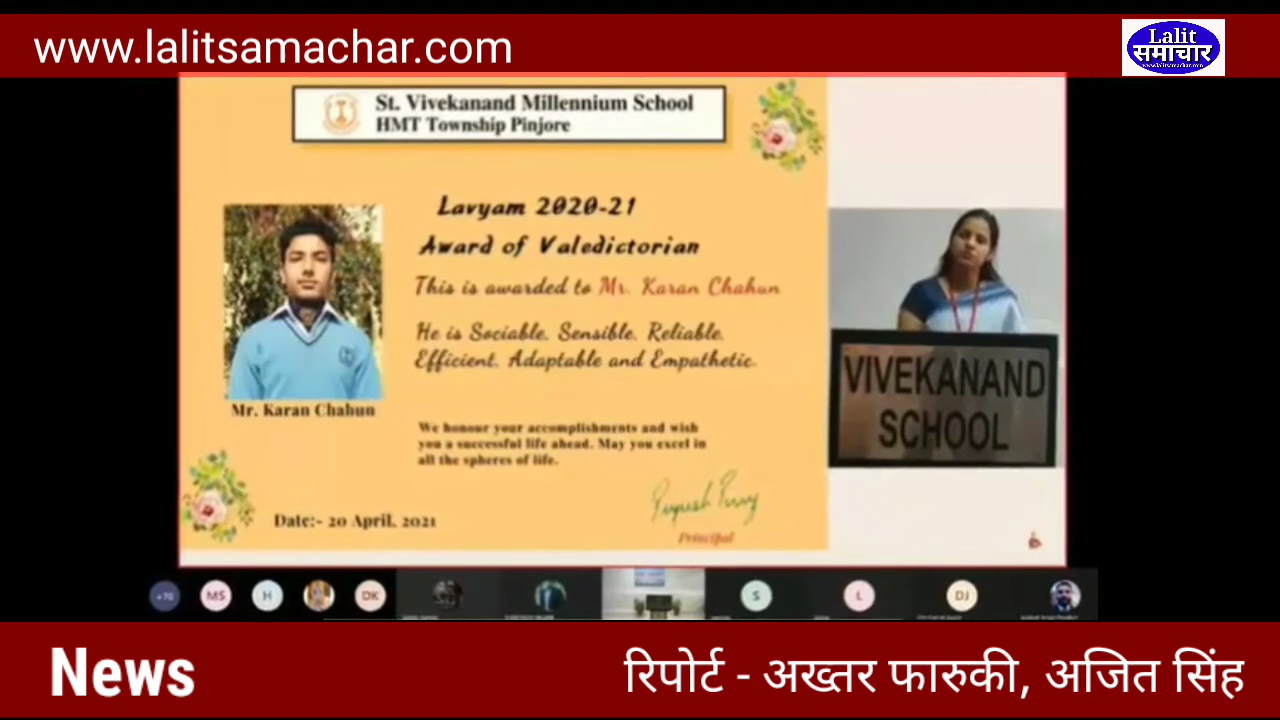 www.lalitsamachar.com
Lalit
समाचार
www.lalitsamachar.com
St. Vivekanand Millennium School
HMT Township Pinjore
Lavyam 2020-21
Award of Valedictorian
This is awarded to Mr. Karan Chahun
He is Sociable, Sensible, Reliable,
Efficient, Adaptable and Empathetic.
Mr. Karan Chahun
We honour your accomplishments and wish
you a successful life ahead. May you excel in
all the spheres of life.
Date:- 20 April, 2021
Principal
VIVEKANAND
SCHOOL
+70
MS
H
DK
S
L
DJ
News
रिपोर्ट - अख्तर फारुकी, अजित सिंह